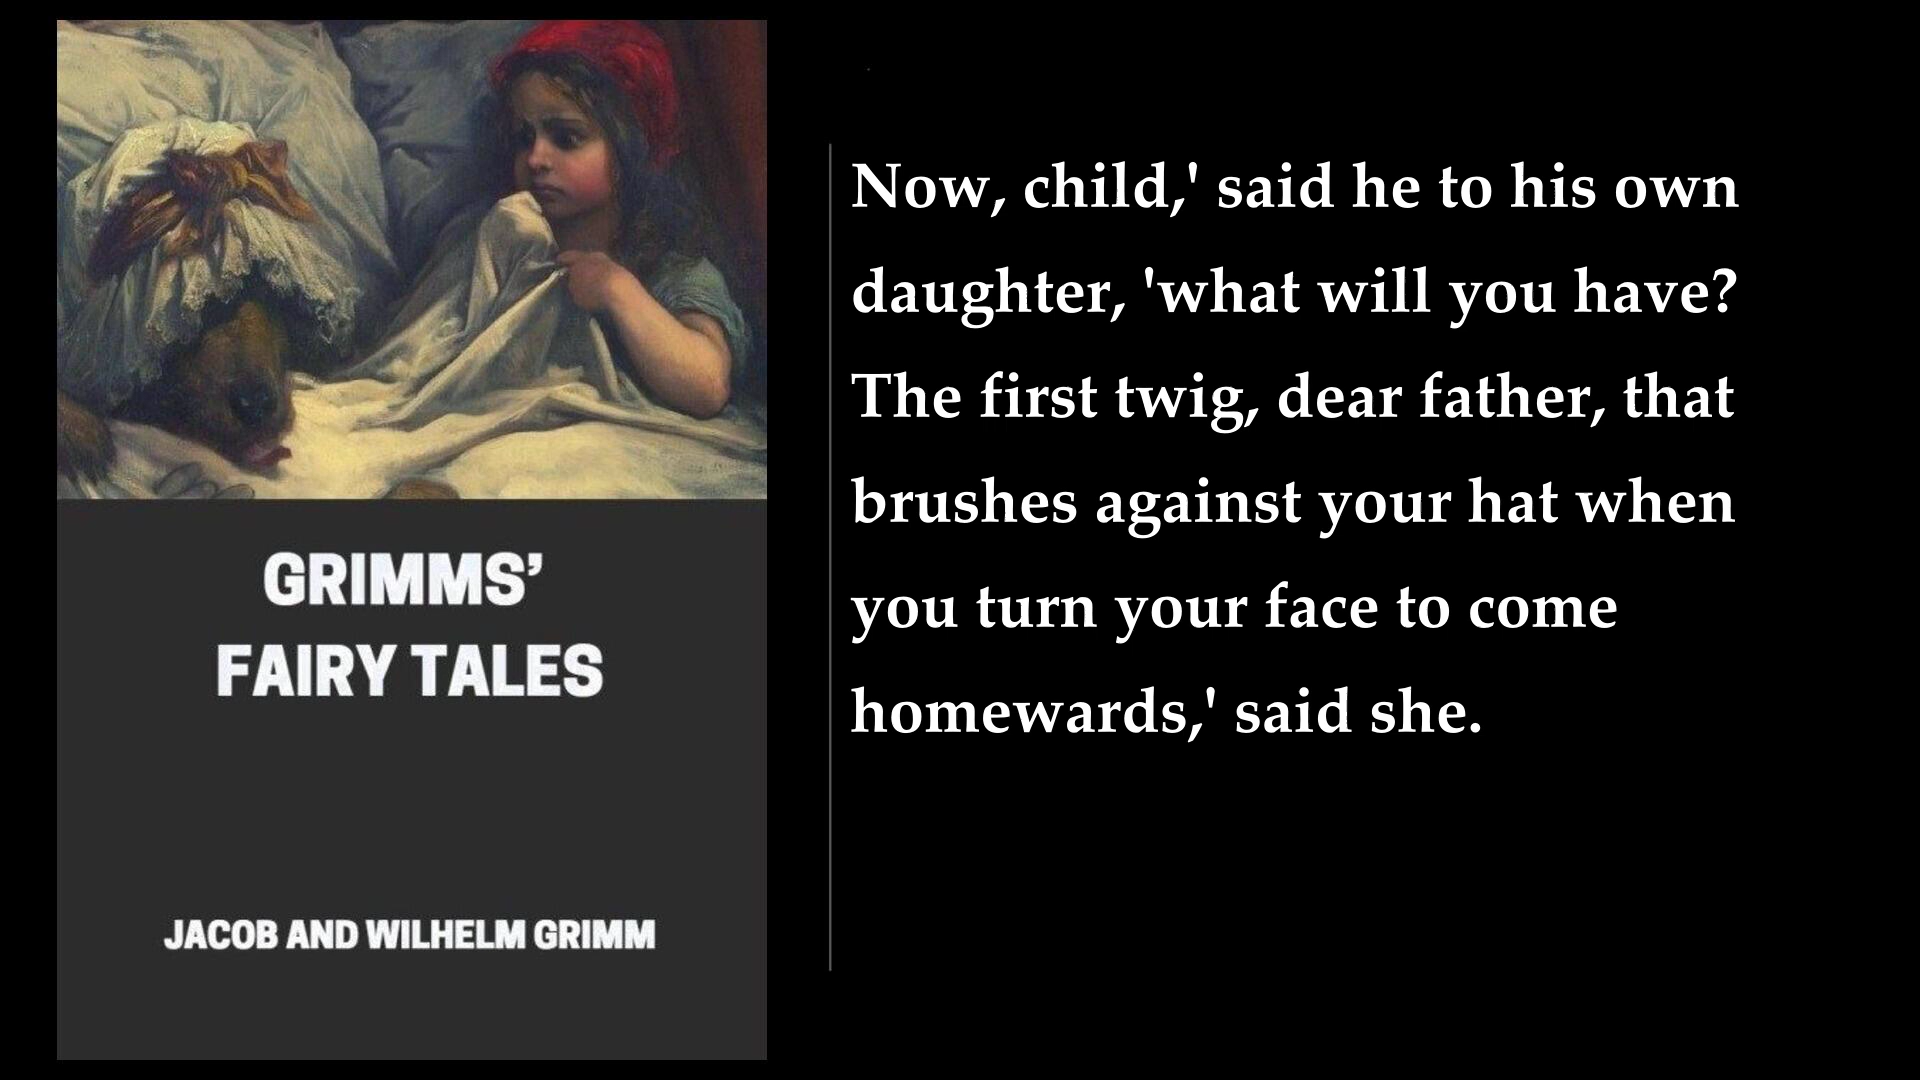 GRIMMS’
FAIRY TALES
JACOB AND WILHELM GRIMM
Now, child,' said he to his own
daughter, 'what will you have?
The first twig, dear father, that
brushes against your hat when
you turn your face to come
homewards,' said she.